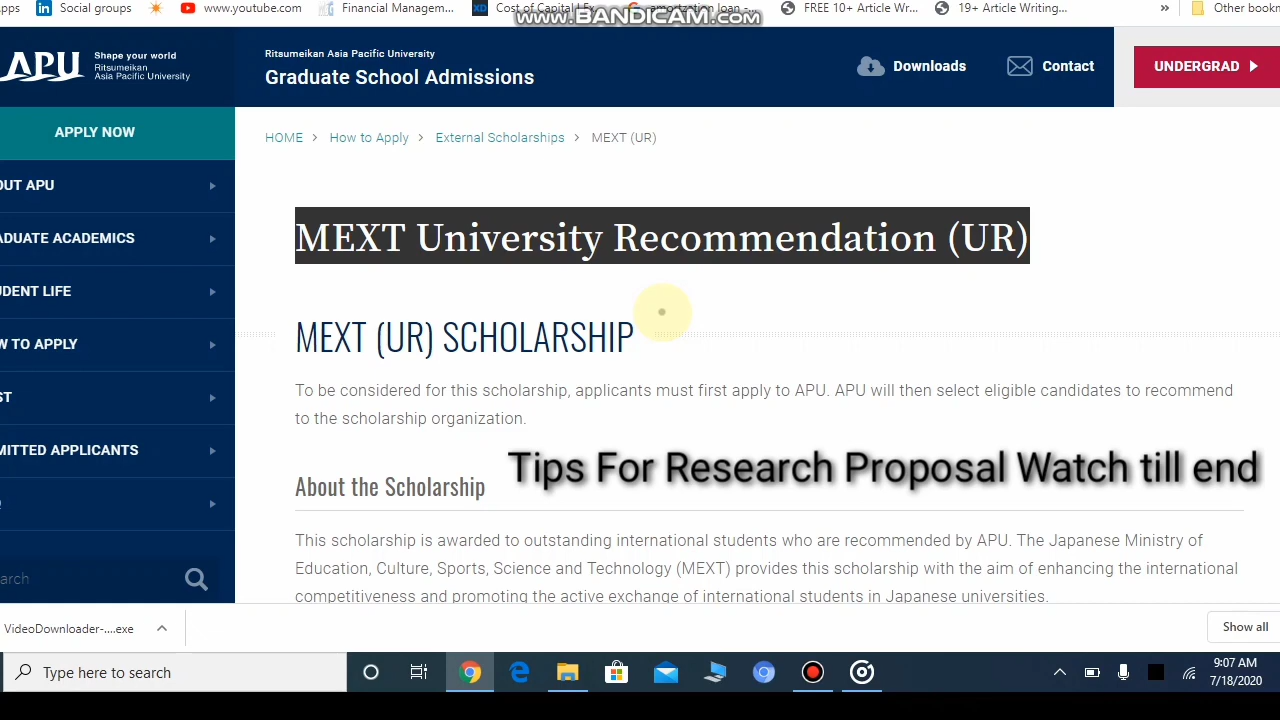 pps
Social groups
www.youtube.com
Financial Managem...
XD
Cost of Capital | Ex
amortization loan -...
FREE 10+ Article Wr...
19+ Article Writing...
»
Other bookm
www.BANDICAM.com
APU
Shape your world
Ritsumeikan
Asia Pacific University
Ritsumeikan Asia Pacific University
Graduate School Admissions
Downloads
Contact
UNDERGRAD
APPLY NOW
HOME > How to Apply > External Scholarships > MEXT (UR)
OUT APU
ADUATE ACADEMICS
UDENT LIFE
W TO APPLY
ST
MITTED APPLICANTS
MEXT University Recommendation (UR)
MEXT (UR) SCHOLARSHIP
To be considered for this scholarship, applicants must first apply to APU. APU will then select eligible candidates to recommend
to the scholarship organization.
Tips For Research Proposal Watch till end
About the Scholarship
This scholarship is awarded to outstanding international students who are recommended by APU. The Japanese Ministry of
Education, Culture, Sports, Science and Technology (MEXT) provides this scholarship with the aim of enhancing the international
competitiveness and promoting the active exchange of international students in Japanese universities.
earch
VideoDownloader-....exe
Show all
Type here to search
9:07 AM
7/18/2020